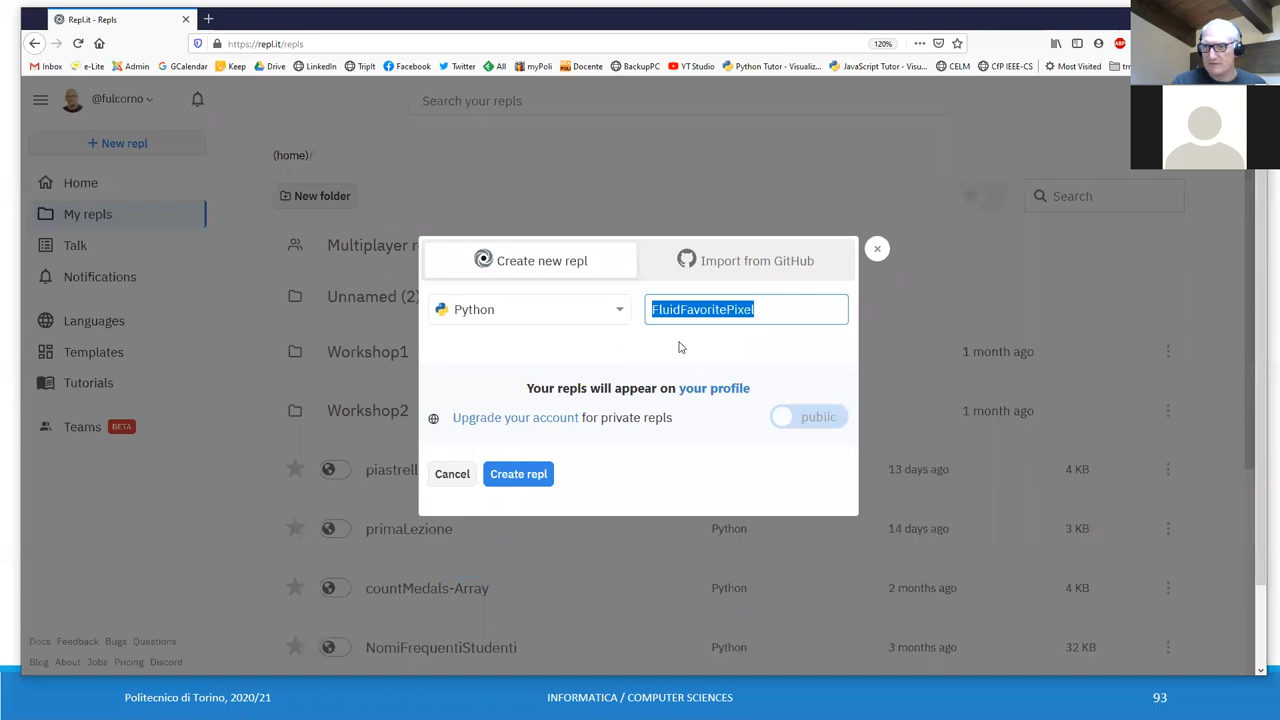 Repl.it - Repls
https://repl.it/repls
120%
Inbox
e-Lite
Admin
GCalendar
Keep
Drive
LinkedIn
TripIt
Facebook
Twitter
All
myPoli
Docente
BackupPC
YT Studio
Python Tutor - Visualiz...
JavaScript Tutor - Visu...
CELM
CfP IEEE-CS
Most Visited
@fulcorno
Search your repls
+ New repl
(home)/
Home
New folder
Search
My repls
Talk
Multiplayer
Notifications
Unnamed (2)
Languages
Templates
Workshop1
1 month ago
Tutorials
Workshop2
1 month ago
Teams
BETA
Create new repl
Import from GitHub
Python
FluidFavoritePixel
Your repls will appear on your profile
Upgrade your account for private repls
public
Cancel
Create repl
13 days ago
4 KB
primaLezione
Python
14 days ago
3 KB
countMedals-Array
Python
2 months ago
4 KB
NomiFrequentiStudenti
Python
3 months ago
32 KB
Docs Feedback Bugs Questions
Blog About Jobs Pricing Discord
Politecnico di Torino, 2020/21
INFORMATICA / COMPUTER SCIENCES
93